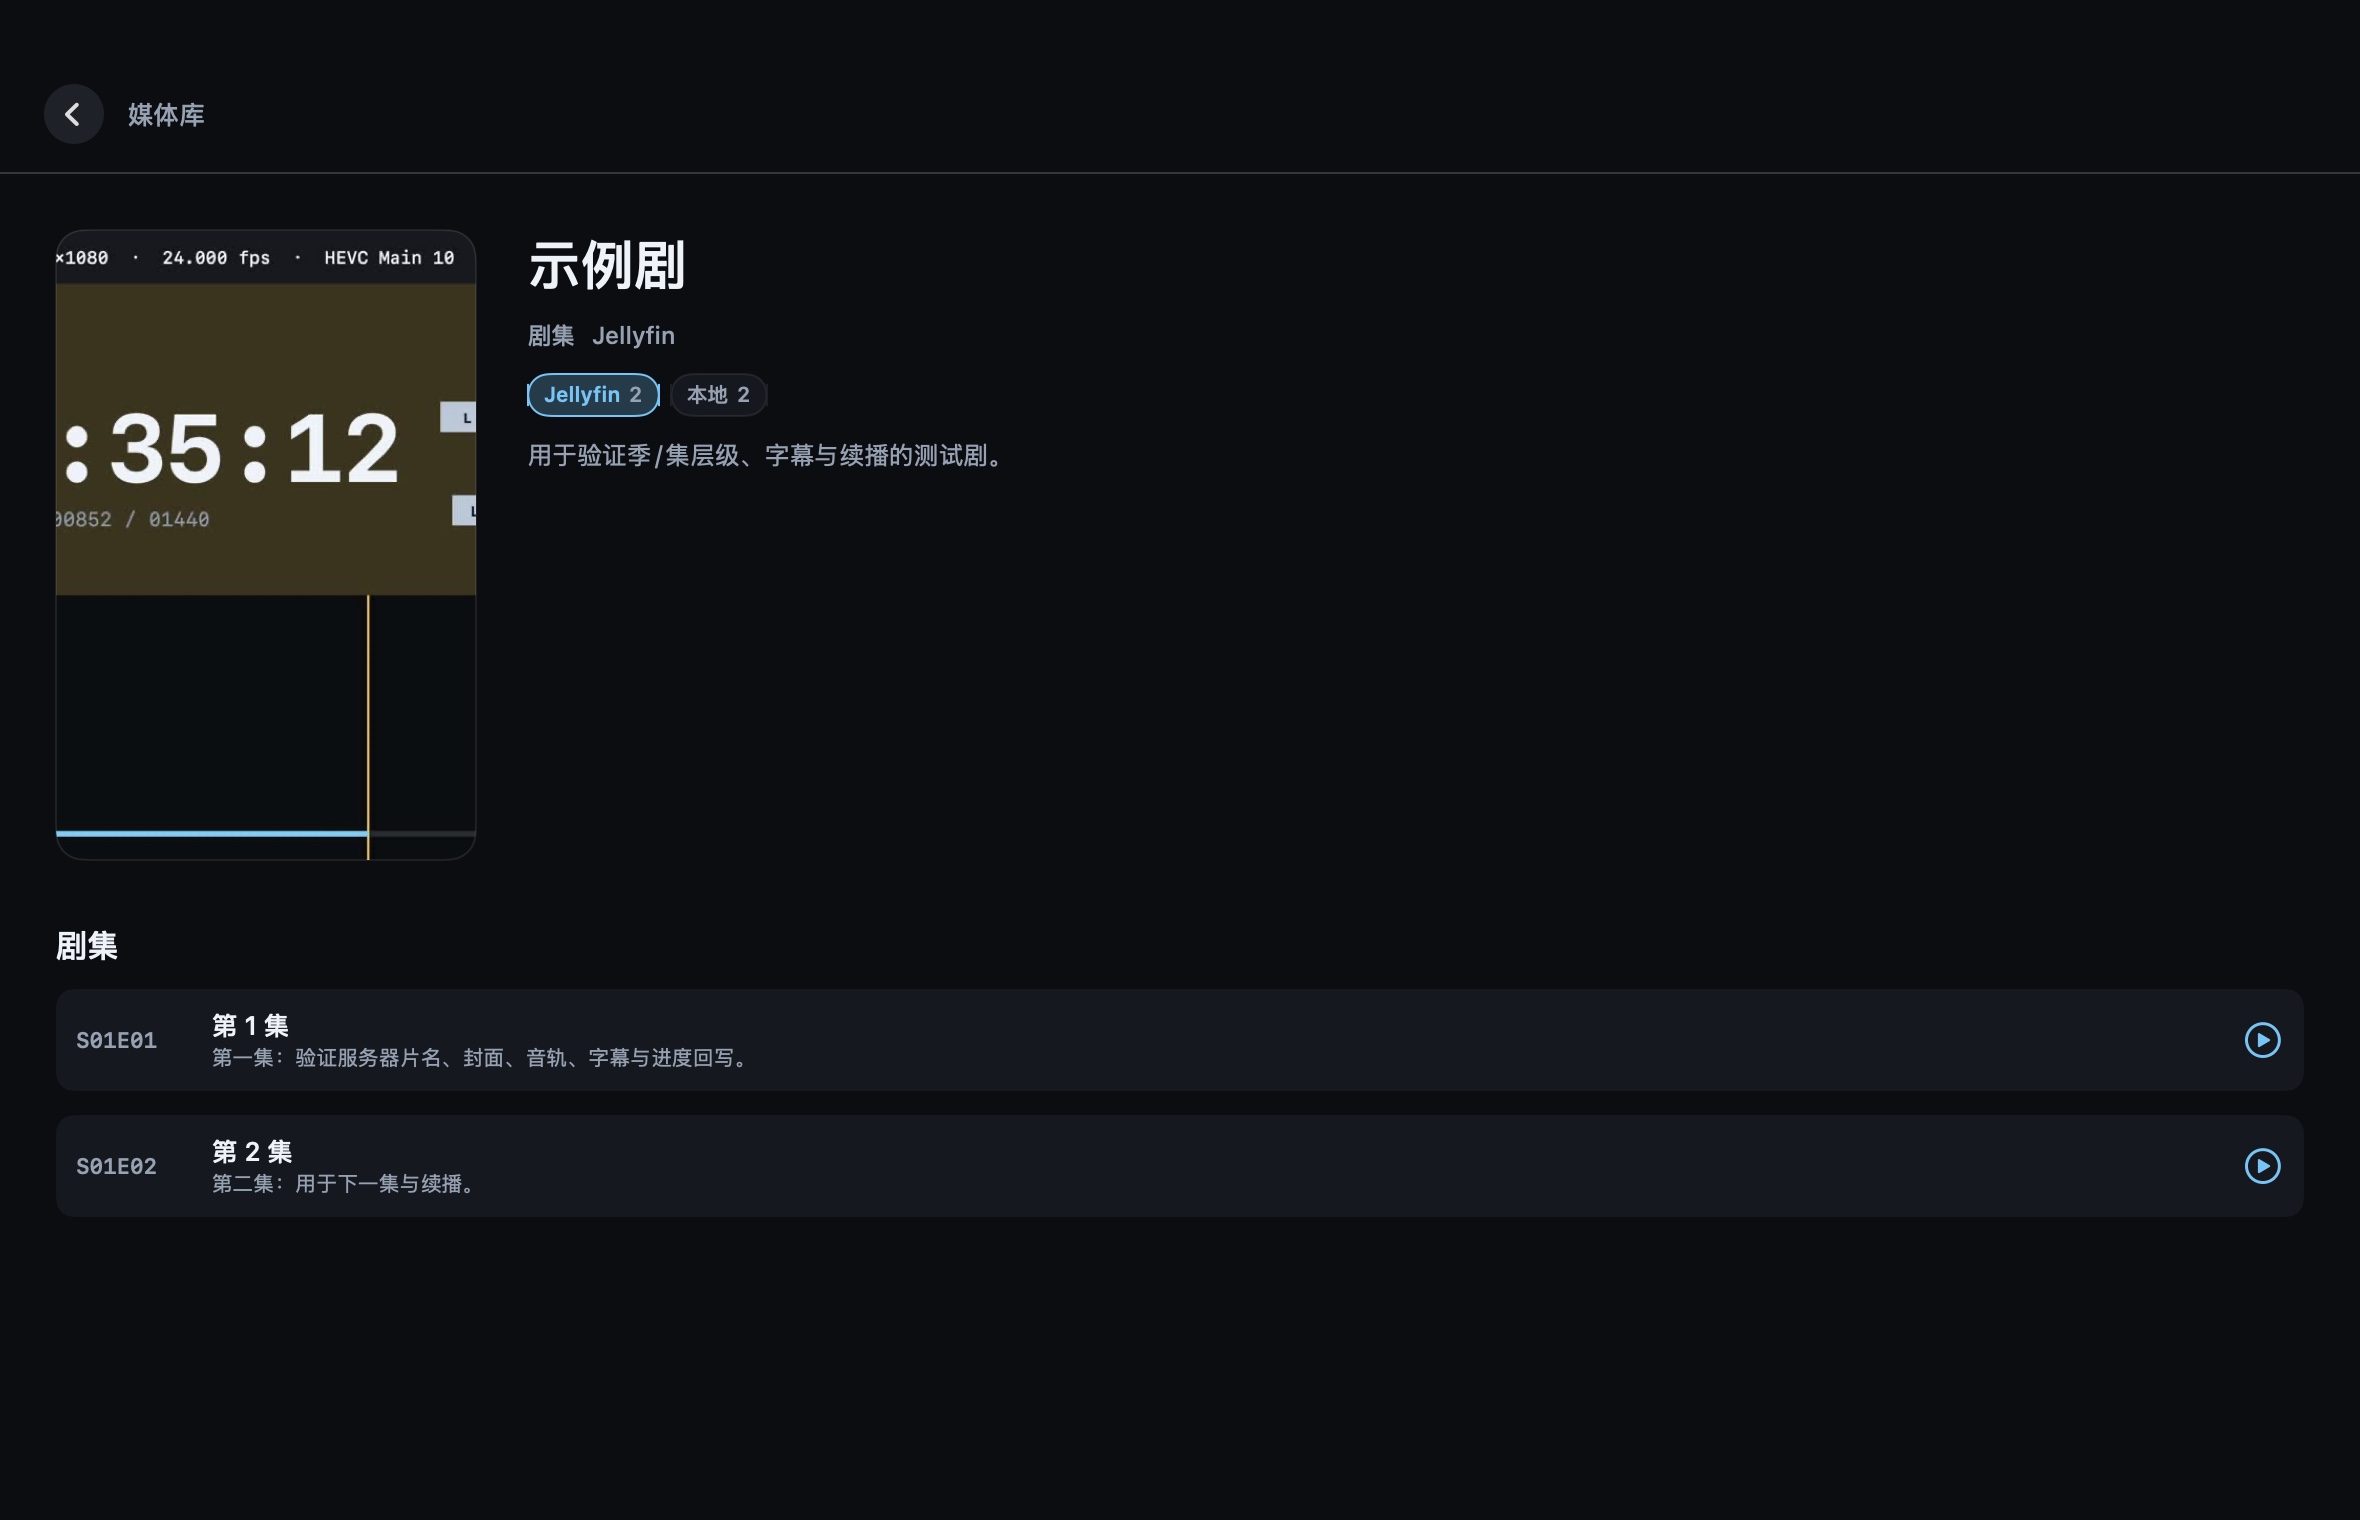 媒体库
×1080 · 24.000 fps · HEVC Main 10
:35:12
L
L
00852 / 01440
示例剧
剧集 Jellyfin
Jellyfin 2 本地 2
用于验证季/集层级、字幕与续播的测试剧。
剧集
S01E01
第 1 集
第一集：验证服务器片名、封面、音轨、字幕与进度回写。
S01E02
第 2 集
第二集：用于下一集与续播。